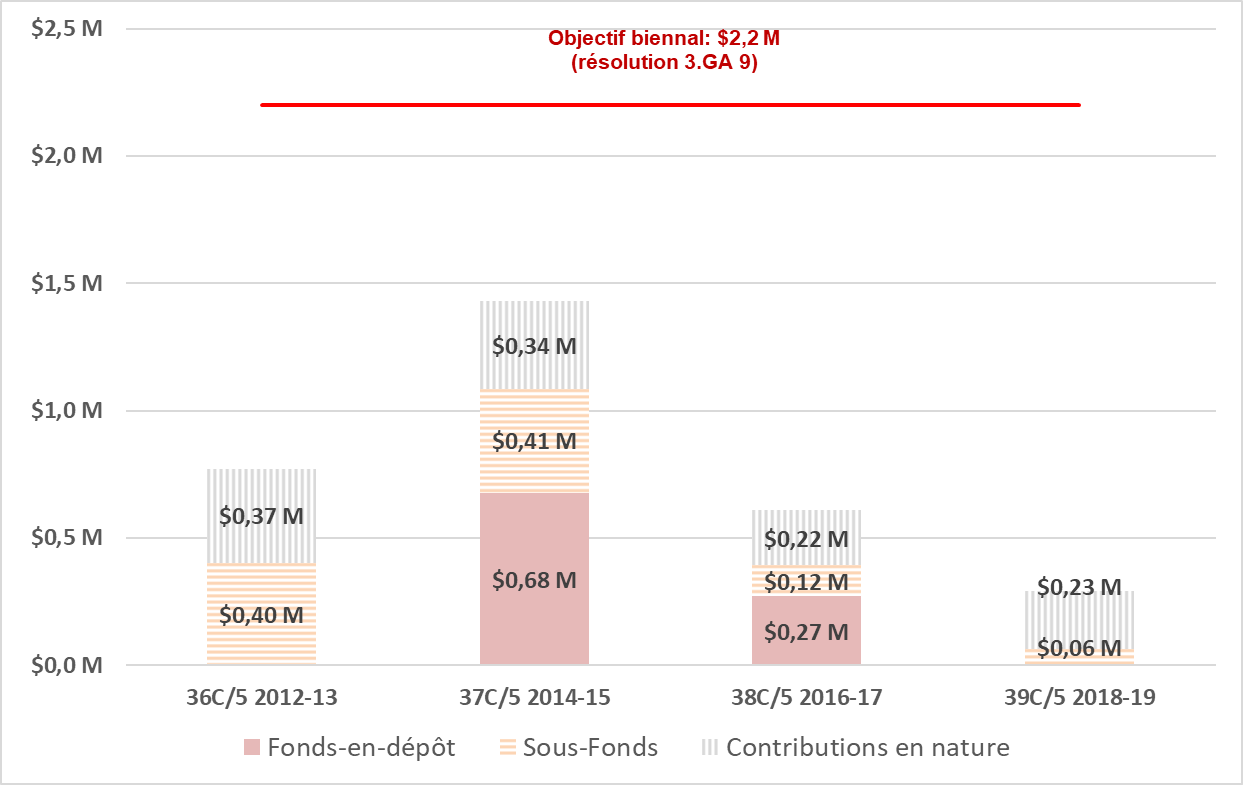 $2,5 M
Objectif biennal: $2,2 M
(résolution 3.GA 9)
$2,0 M
$1,5 M
$1,0 M
$0,5 M
$0,0 M
$0,37 M
$0,40 M
$0,34 M
$0,41 M
$0,68 M
$0,22 M
$0,12 M
$0,27 M
$0,23 M
$0,06 M
36C/5 2012-13
37C/5 2014-15
38C/5 2016-17
39C/5 2018-19
Fonds-en-dépôt
Sous-Fonds
Contributions en nature